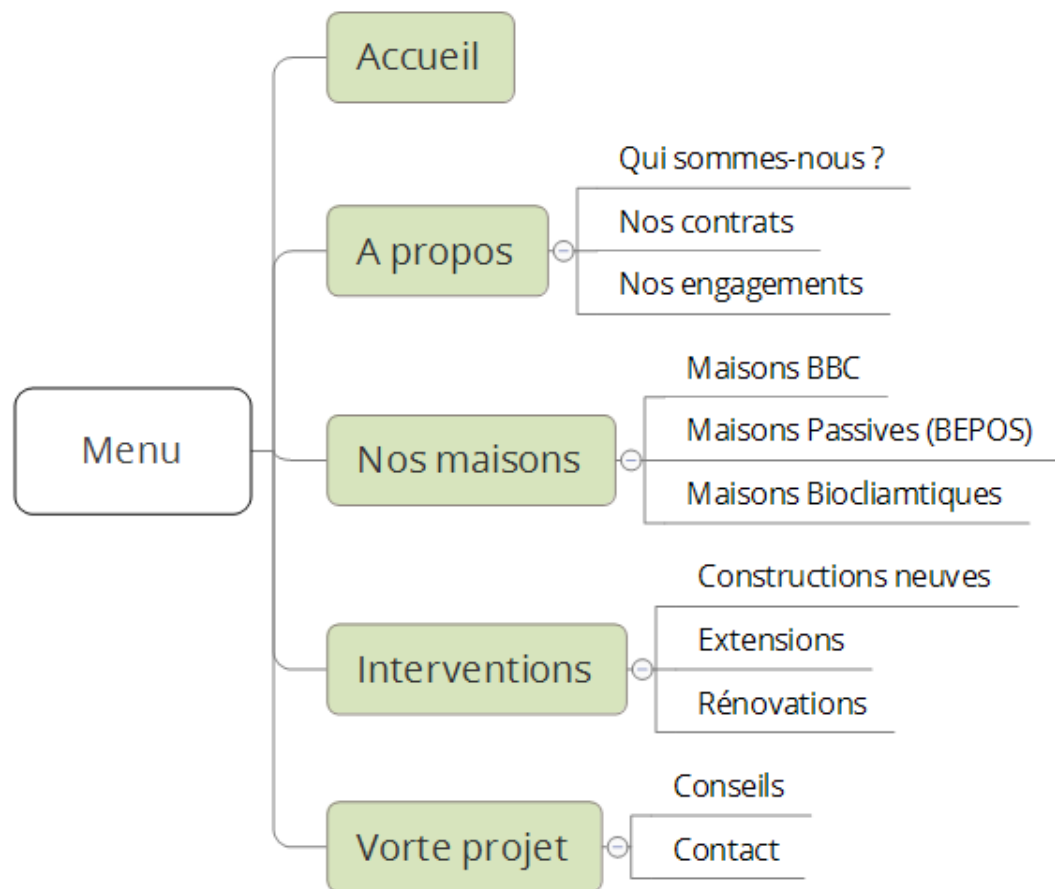 Menu
Accueil
A propos
Qui sommes-nous ?
Nos contrats
Nos engagements
Nos maisons
Maisons BBC
Maisons Passives (BEPOS)
Maisons Biocliamtiques
Interventions
Constructions neuves
Extensions
Rénovations
Vorte projet
Conseils
Contact